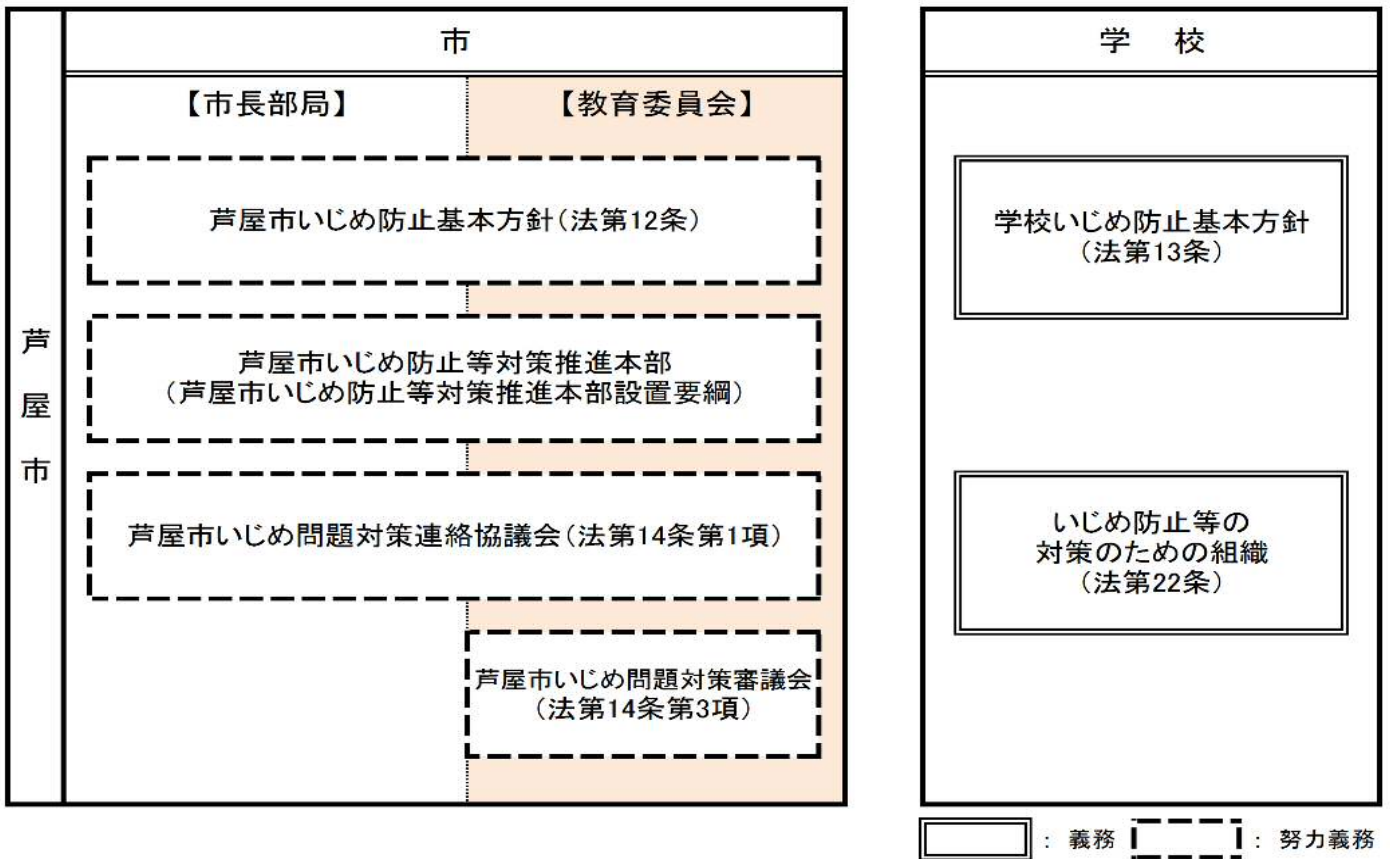 芦屋市
市
【市長部局】
【教育委員会】
芦屋市いじめ防止基本方針(法第12条)
芦屋市いじめ防止等対策推進本部
(芦屋市いじめ防止等対策推進本部設置要綱)
芦屋市いじめ問題対策連絡協議会(法第14条第1項)
芦屋市いじめ問題対策審議会
(法第14条第3項)
学 校
学校いじめ防止基本方針
(法第13条)
いじめ防止等の
対策のための組織
(法第22条)
: 義務
: 努力義務